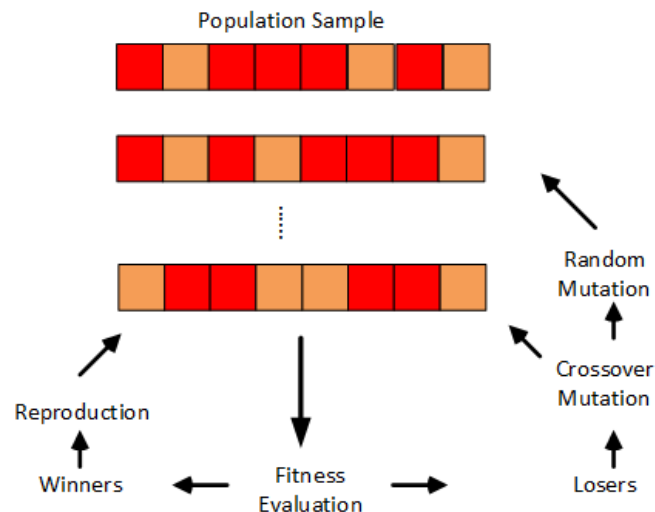 Population Sample
Random
Mutation
Crossover
Mutation
Reproduction
Winners
Fitness
Evaluation
Losers